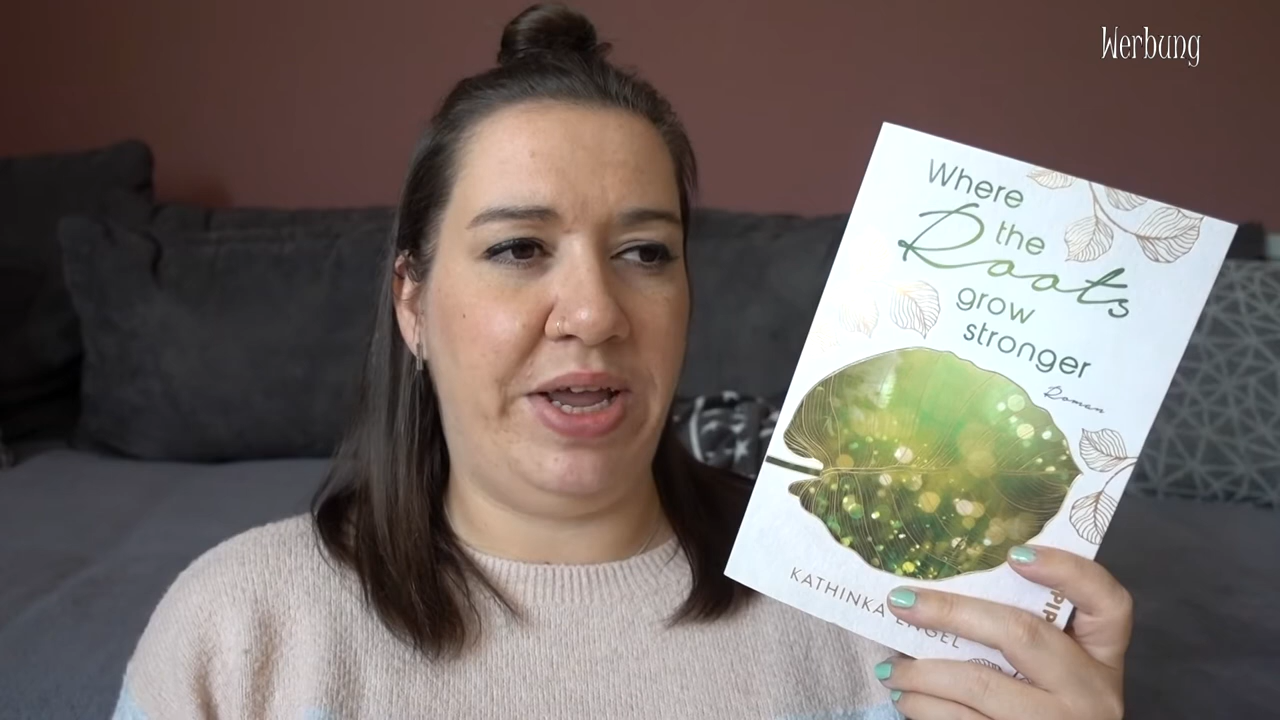 Werbung
Where
the
Roots
grow
stronger
Roman
KATHINKA ENGEL